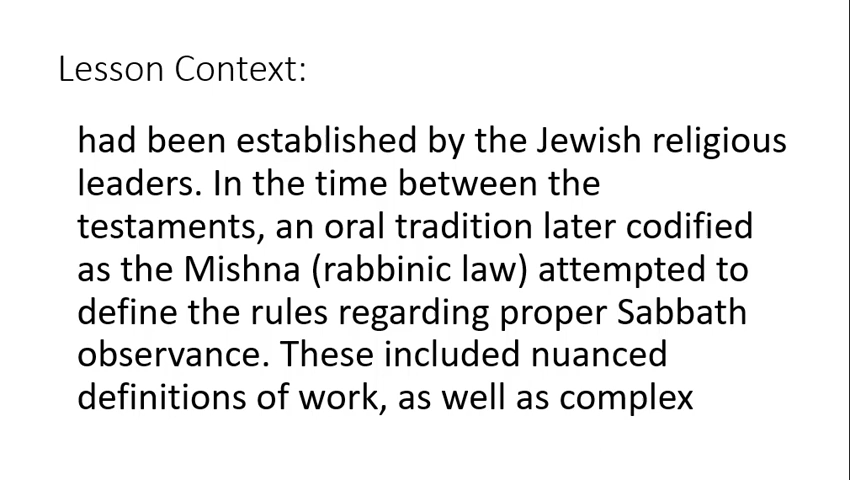 Lesson Context:
had been established by the Jewish religious
leaders. In the time between the
testaments, an oral tradition later codified
as the Mishna (rabbinic law) attempted to
define the rules regarding proper Sabbath
observance. These included nuanced
definitions of work, as well as complex